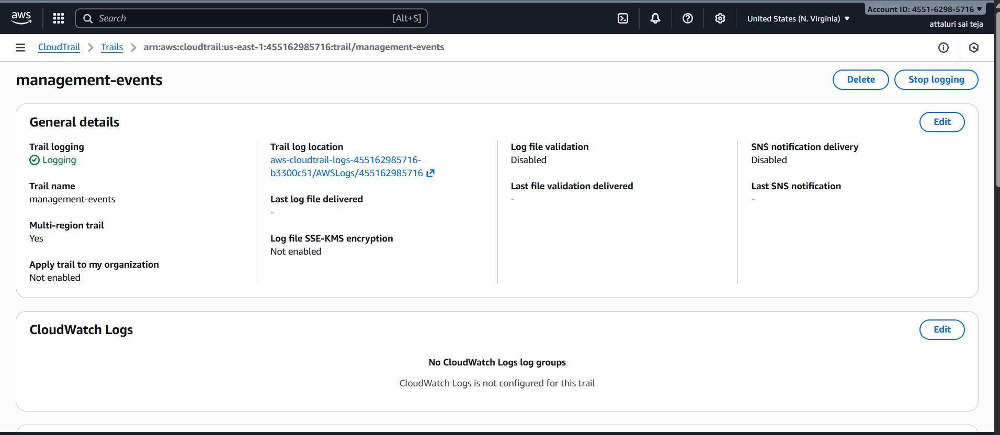 aws
Search
[Alt+S]
United States (N. Virginia)
Account ID: 4551-6298-5716
attaluri sai teja
CloudTrail
Trails
arn:aws:cloudtrail:us-east-1:455162985716:trail/management-events
management-events
Delete
Stop logging
General details
Edit
Trail logging
Logging
Trail name
management-events
Multi-region trail
Yes
Apply trail to my organization
Not enabled
Trail log location
aws-cloudtrail-logs-455162985716-
b3300c51/AWSLogs/455162985716
Last log file delivered
-
Log file SSE-KMS encryption
Not enabled
Log file validation
Disabled
Last file validation delivered
-
SNS notification delivery
Disabled
Last SNS notification
-
CloudWatch Logs
Edit
No CloudWatch Logs log groups
CloudWatch Logs is not configured for this trail